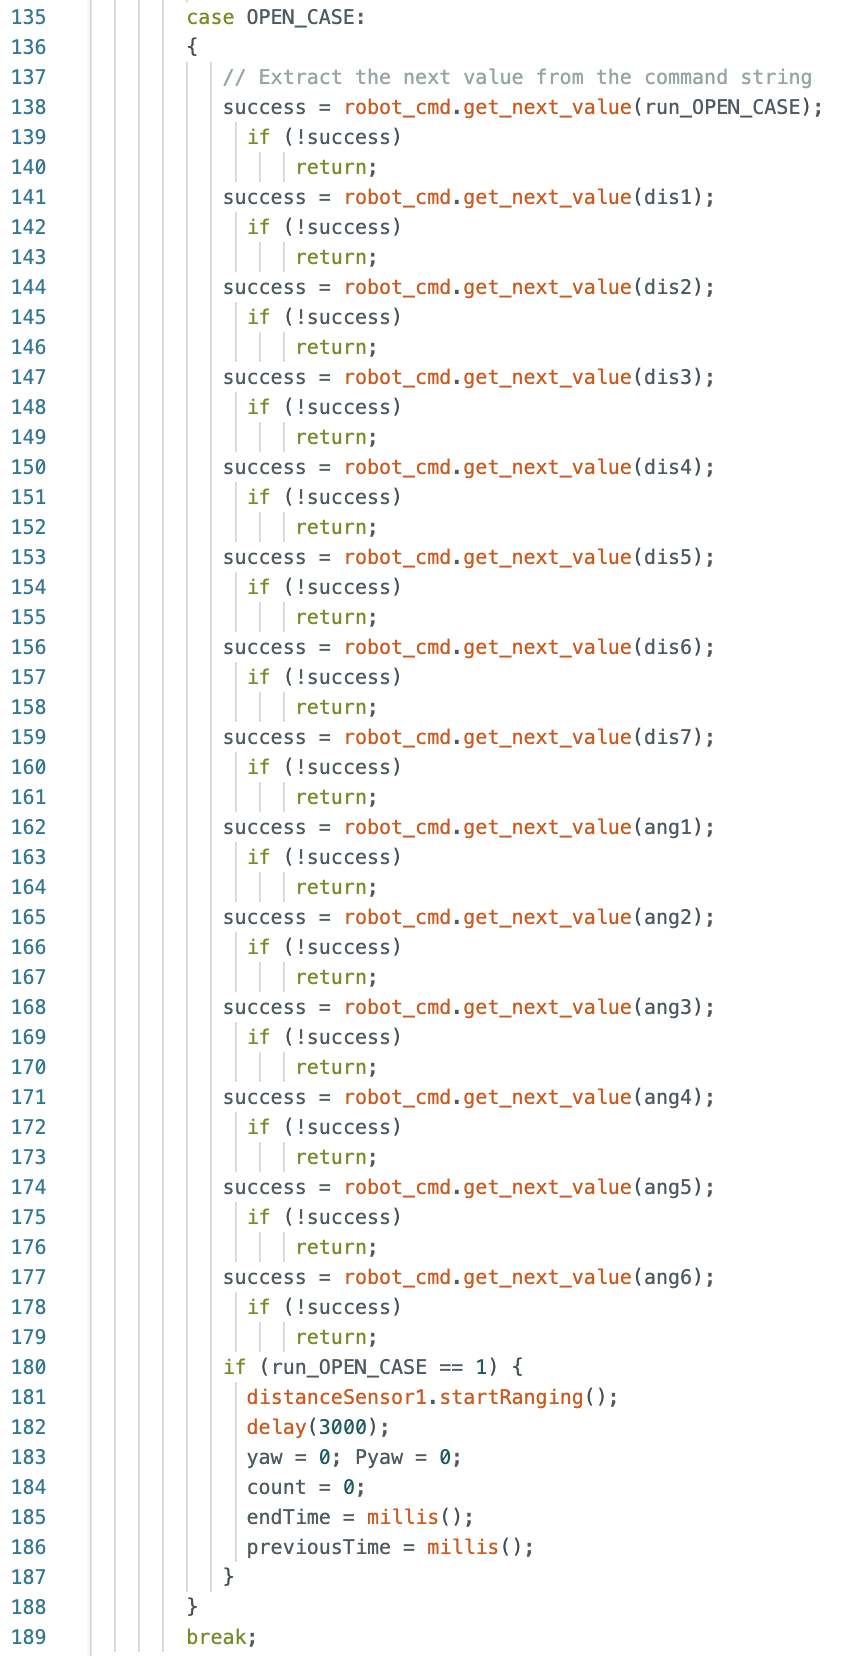 135 case OPEN_CASE:
136 {
137 // Extract the next value from the command string
138 success = robot_cmd.get_next_value(run_OPEN_CASE);
139 if (!success)
140 return;
141 success = robot_cmd.get_next_value(dis1);
142 if (!success)
143 return;
144 success = robot_cmd.get_next_value(dis2);
145 if (!success)
146 return;
147 success = robot_cmd.get_next_value(dis3);
148 if (!success)
149 return;
150 success = robot_cmd.get_next_value(dis4);
151 if (!success)
152 return;
153 success = robot_cmd.get_next_value(dis5);
154 if (!success)
155 return;
156 success = robot_cmd.get_next_value(dis6);
157 if (!success)
158 return;
159 success = robot_cmd.get_next_value(dis7);
160 if (!success)
161 return;
162 success = robot_cmd.get_next_value(ang1);
163 if (!success)
164 return;
165 success = robot_cmd.get_next_value(ang2);
166 if (!success)
167 return;
168 success = robot_cmd.get_next_value(ang3);
169 if (!success)
170 return;
171 success = robot_cmd.get_next_value(ang4);
172 if (!success)
173 return;
174 success = robot_cmd.get_next_value(ang5);
175 if (!success)
176 return;
177 success = robot_cmd.get_next_value(ang6);
178 if (!success)
179 return;
180 if (run_OPEN_CASE == 1) {
181 distanceSensor1.startRanging();
182 delay(3000);
183 yaw = 0; Pyaw = 0;
184 count = 0;
185 endTime = millis();
186 previousTime = millis();
187 }
188 }
189 break;